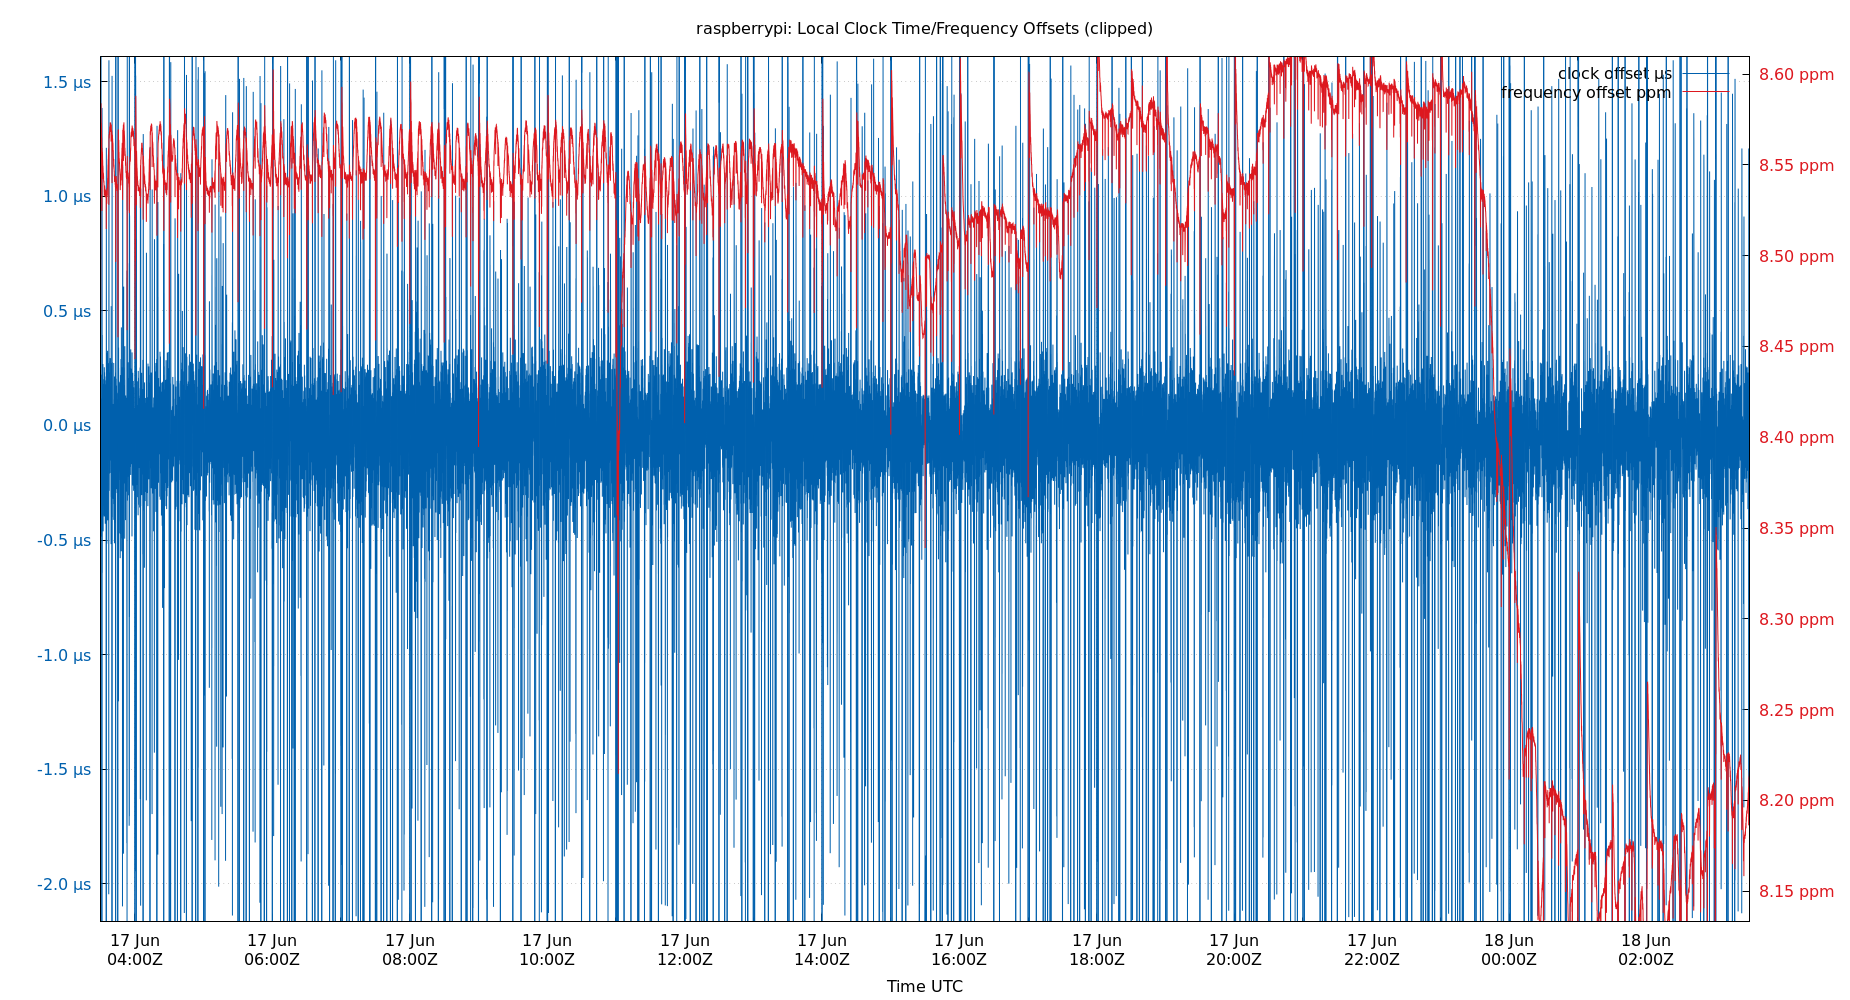 raspberrypi: Local Clock Time/Frequency Offsets (clipped)
clock offset µs
frequency offset ppm
1.5 µs
1.0 µs
0.5 µs
0.0 µs
-0.5 µs
-1.0 µs
-1.5 µs
-2.0 µs
8.60 ppm
8.55 ppm
8.50 ppm
8.45 ppm
8.40 ppm
8.35 ppm
8.30 ppm
8.25 ppm
8.20 ppm
8.15 ppm
17 Jun 17 Jun 17 Jun 17 Jun 17 Jun 17 Jun 17 Jun 17 Jun 17 Jun 17 Jun 18 Jun 18 Jun
04:00Z 06:00Z 08:00Z 10:00Z 12:00Z 14:00Z 16:00Z 18:00Z 20:00Z 22:00Z 00:00Z 02:00Z
Time UTC